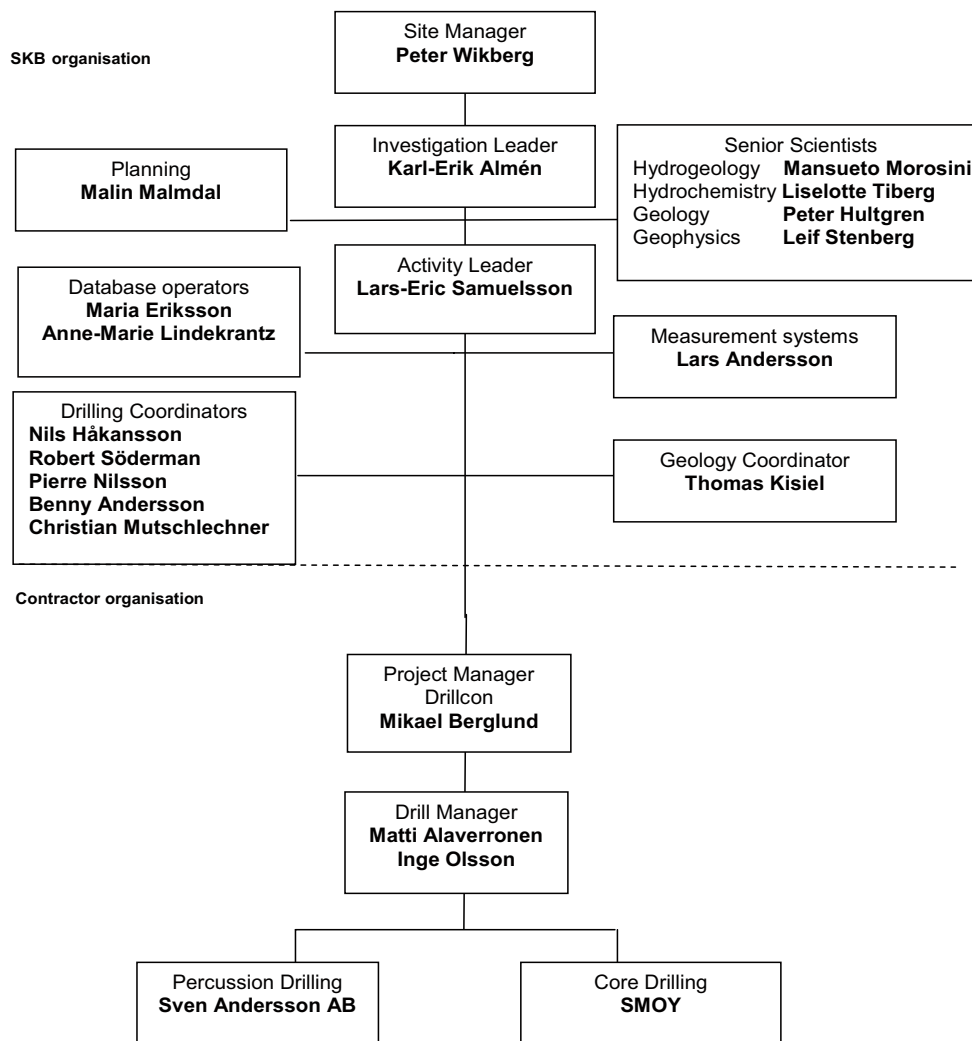 Site Manager
Peter Wikberg
SKB organisation
Investigation Leader
Karl-Erik Almén
Planning
Malin Malmdal
Senior Scientists
Hydrogeology Mansueto Morosini
Hydrochemistry Liselotte Tiberg
Geology Peter Hultgren
Geophysics Leif Stenberg
Activity Leader
Lars-Eric Samuelsson
Database operators
Maria Eriksson
Anne-Marie Lindekrantz
Measurement systems
Lars Andersson
Drilling Coordinators
Nils Håkansson
Robert Söderman
Pierre Nilsson
Benny Andersson
Christian Mutschlechner
Geology Coordinator
Thomas Kisiel
Contractor organisation
Project Manager
Drillcon
Mikael Berglund
Drill Manager
Matti Alaverronen
Inge Olsson
Percussion Drilling
Sven Andersson AB
Core Drilling
SMOY